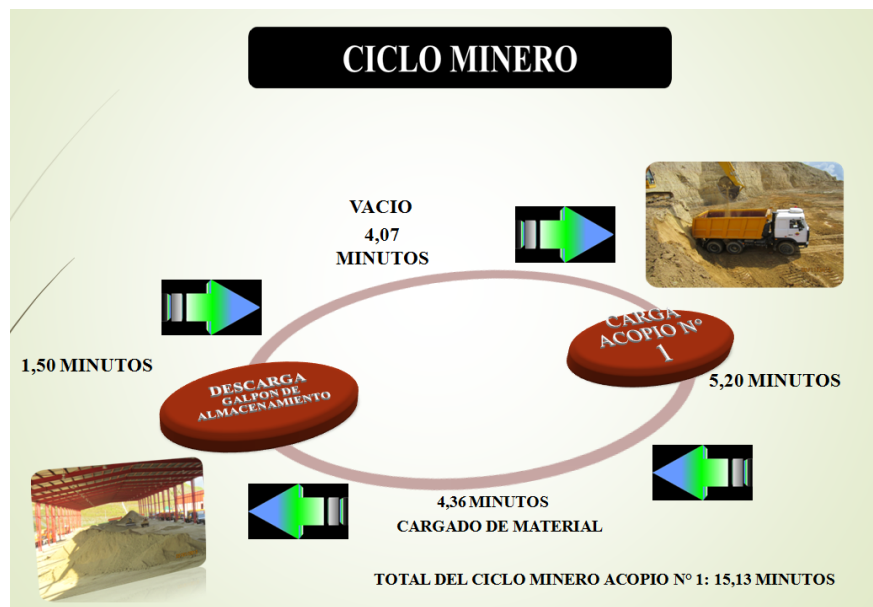 CICLO MINERO
VACIO
4,07
MINUTOS
CARGA
ACOPIO N°
1
1,50 MINUTOS
5,20 MINUTOS
DESCARGA
GALPON DE
ALMACENAMIENTO
4,36 MINUTOS
CARGADO DE MATERIAL
TOTAL DEL CICLO MINERO ACOPIO N° 1: 15,13 MINUTOS